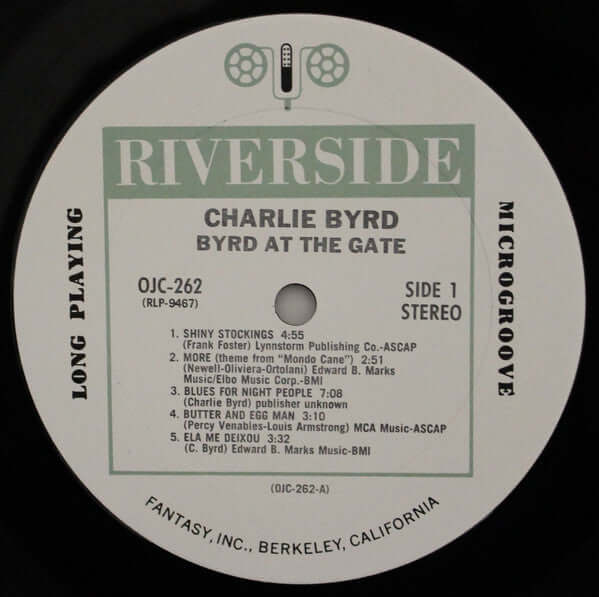 RIVERSIDE
CHARLIE BYRD
BYRD AT THE GATE
OJC-262
(RLP-9467)
SIDE 1
STEREO
1. SHINY STOCKINGS 4:55
(Frank Foster) Lynnstorm Publishing Co.-ASCAP
2. MORE (theme from "Mondo Cane") 2:51
(Newell-Oliviera-Ortolani) Edward B. Marks
Music/Elbo Music Corp.-BMI
3. BLUES FOR NIGHT PEOPLE 7:08
(Charlie Byrd) publisher unknown
4. BUTTER AND EGG MAN 3:10
(Percy Venables-Louis Armstrong) MCA Music-ASCAP
5. ELA ME DEIXOU 3:32
(C. Byrd) Edward B. Marks Music-BMI
(OJC-262-A)
LONG PLAYING
MICROGROOVE
FANTASY, INC., BERKELEY, CALIFORNIA